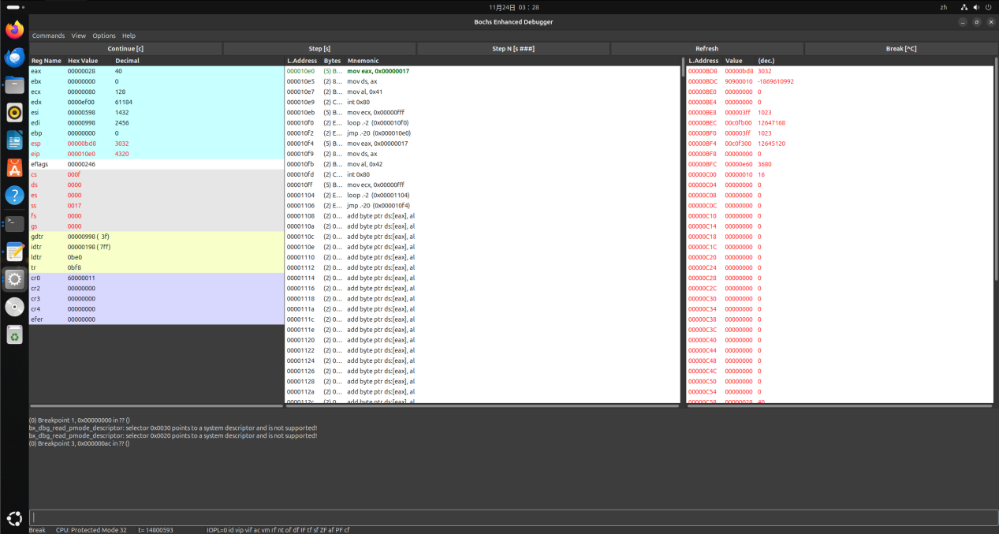 11月24日 03：28
zh
Bochs Enhanced Debugger
Commands View Options Help
Continue [c] Step [s] Step N [s ###] Refresh Break [^C]
Reg Name Hex Value Decimal
eax 00000028 40
ebx 00000000 0
ecx 00000080 128
edx 0000ef00 61184
esi 00000598 1432
edi 00000998 2456
ebp 00000000 0
esp 00000bd8 3032
eip 000010e0 4320
eflags 00000246
cs 000f
ds 0000
es 0000
ss 0017
fs 0000
gs 0000
gdtr 00000998 ( 3f)
idtr 00000198 ( 7ff)
ldtr 0be0
tr 0bf8
cr0 60000011
cr2 00000000
cr3 00000000
cr4 00000000
efer 00000000
L.Address Bytes Mnemonic
000010e0 (5) B... mov eax, 0x00000017
000010e5 (2) 8... mov ds, ax
000010e7 (2) B... mov al, 0x41
000010e9 (2) C... int 0x80
000010eb (5) B... mov ecx, 0x00000fff
000010f0 (2) E... loop .-2 (0x000010f0)
000010f2 (2) E... jmp .-20 (0x000010e0)
000010f4 (5) B... mov eax, 0x00000017
000010f9 (2) 8... mov ds, ax
000010fb (2) B... mov al, 0x42
000010fd (2) C... int 0x80
000010ff (5) B... mov ecx, 0x00000fff
00001104 (2) E... loop .-2 (0x00001104)
00001106 (2) E... jmp .-20 (0x000010f4)
00001108 (2) 0... add byte ptr ds:[eax], al
0000110a (2) 0... add byte ptr ds:[eax], al
0000110c (2) 0... add byte ptr ds:[eax], al
0000110e (2) 0... add byte ptr ds:[eax], al
00001110 (2) 0... add byte ptr ds:[eax], al
00001112 (2) 0... add byte ptr ds:[eax], al
00001114 (2) 0... add byte ptr ds:[eax], al
00001116 (2) 0... add byte ptr ds:[eax], al
00001118 (2) 0... add byte ptr ds:[eax], al
0000111a (2) 0... add byte ptr ds:[eax], al
0000111c (2) 0... add byte ptr ds:[eax], al
0000111e (2) 0... add byte ptr ds:[eax], al
00001120 (2) 0... add byte ptr ds:[eax], al
00001122 (2) 0... add byte ptr ds:[eax], al
00001124 (2) 0... add byte ptr ds:[eax], al
00001126 (2) 0... add byte ptr ds:[eax], al
00001128 (2) 0... add byte ptr ds:[eax], al
0000112a (2) 0... add byte ptr ds:[eax], al
0000112c (2) 0... add byte ptr ds:[eax], al
L.Address Value (dec.)
00000BD8 00000bd8 3032
00000BDC 90900010 -1869610992
00000BE0 00000000 0
00000BE4 00000000 0
00000BE8 000003ff 1023
00000BEC 00c0fb00 12647168
00000BF0 000003ff 1023
00000BF4 00c0f300 12645120
00000BF8 00000000 0
00000BFC 00000e60 3680
00000C00 00000010 16
00000C04 00000000 0
00000C08 00000000 0
00000C0C 00000000 0
00000C10 00000000 0
00000C14 00000000 0
00000C18 00000000 0
00000C1C 00000000 0
00000C20 00000000 0
00000C24 00000000 0
00000C28 00000000 0
00000C2C 00000000 0
00000C30 00000000 0
00000C34 00000000 0
00000C38 00000000 0
00000C3C 00000000 0
00000C40 00000000 0
00000C44 00000000 0
00000C48 00000000 0
00000C4C 00000000 0
00000C50 00000000 0
00000C54 00000000 0
00000C58 00000028 40
(0) Breakpoint 1, 0x00000000 in ?? ()
bx_dbg_read_pmode_descriptor: selector 0x0030 points to a system descriptor and is not supported!
bx_dbg_read_pmode_descriptor: selector 0x0020 points to a system descriptor and is not supported!
(0) Breakpoint 3, 0x000000ac in ?? ()
Break CPU: Protected Mode 32 t= 14800593 IOPL=0 id vip vif ac vm rf nt of df IF tf sf ZF af PF cf